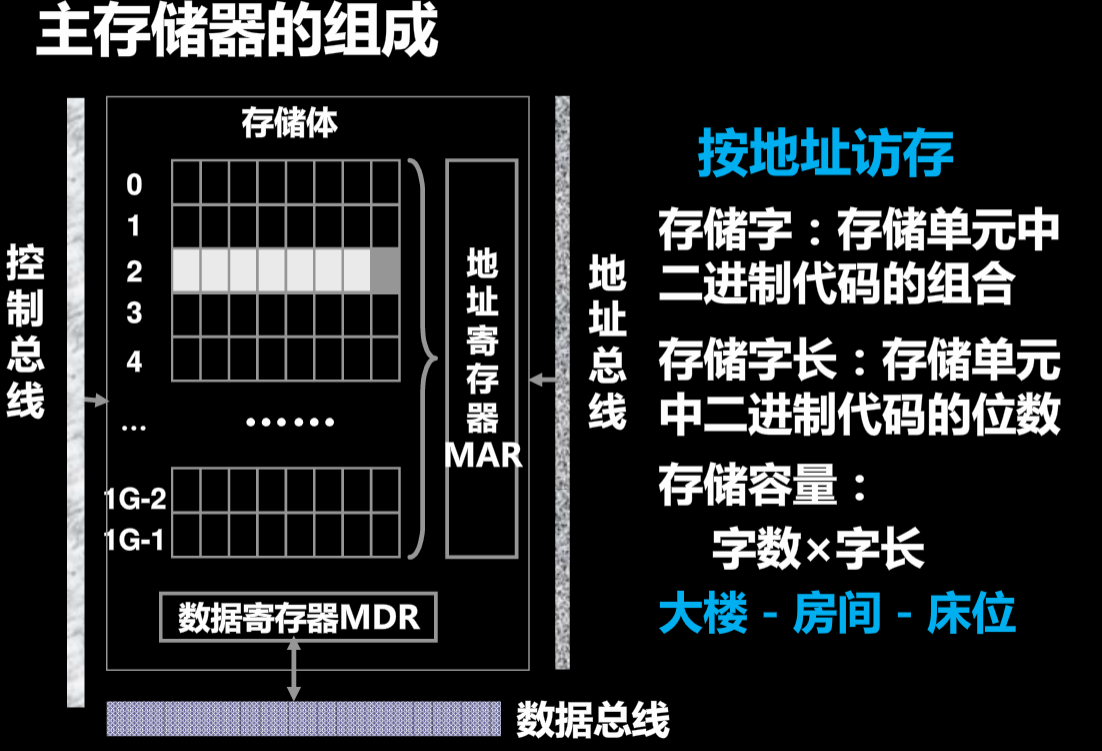 主存储器的组成
存储体
0
1
2
3
4
...
......
1G-2
1G-1
控制总线
地址寄存器
MAR
地址总线
数据寄存器MDR
数据总线
按地址访存
存储字：存储单元中
二进制代码的组合
存储字长：存储单元
中二进制代码的位数
存储容量：
字数×字长
大楼 - 房间 - 床位